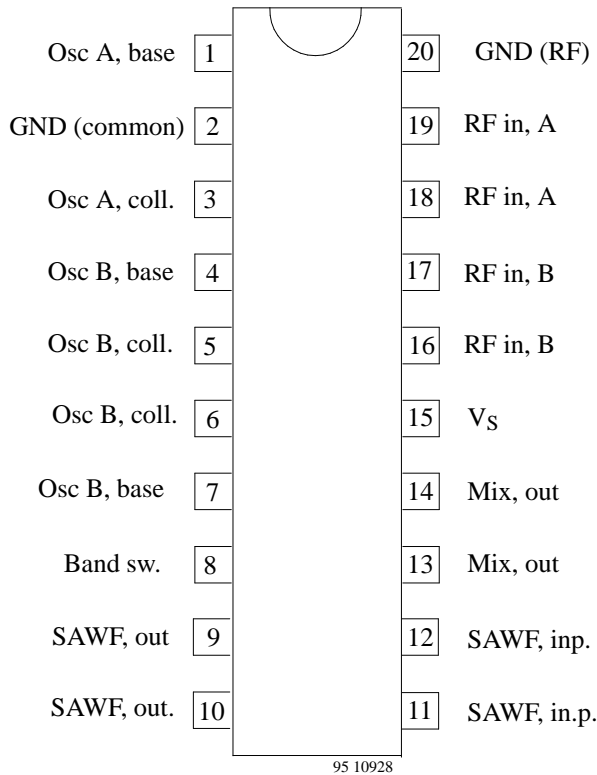 Osc A, base 1 20 GND (RF)
GND (common) 2 19 RF in, A
Osc A, coll. 3 18 RF in, A
Osc B, base 4 17 RF in, B
Osc B, coll. 5 16 RF in, B
Osc B, coll. 6 15 VS
Osc B, base 7 14 Mix, out
Band sw. 8 13 Mix, out
SAWF, out 9 12 SAWF, inp.
SAWF, out. 10 11 SAWF, in.p.
95 10928